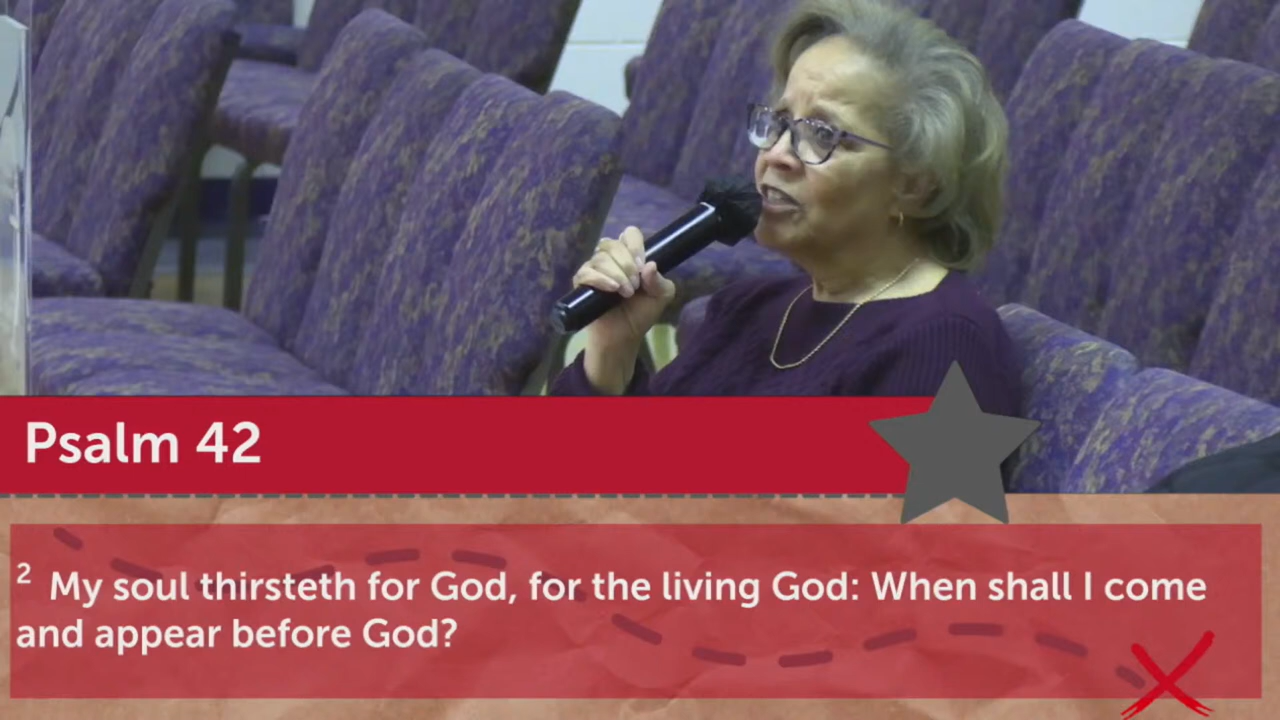 Psalm 42
2 My soul thirsteth for God, for the living God: When shall I come
and appear before God?